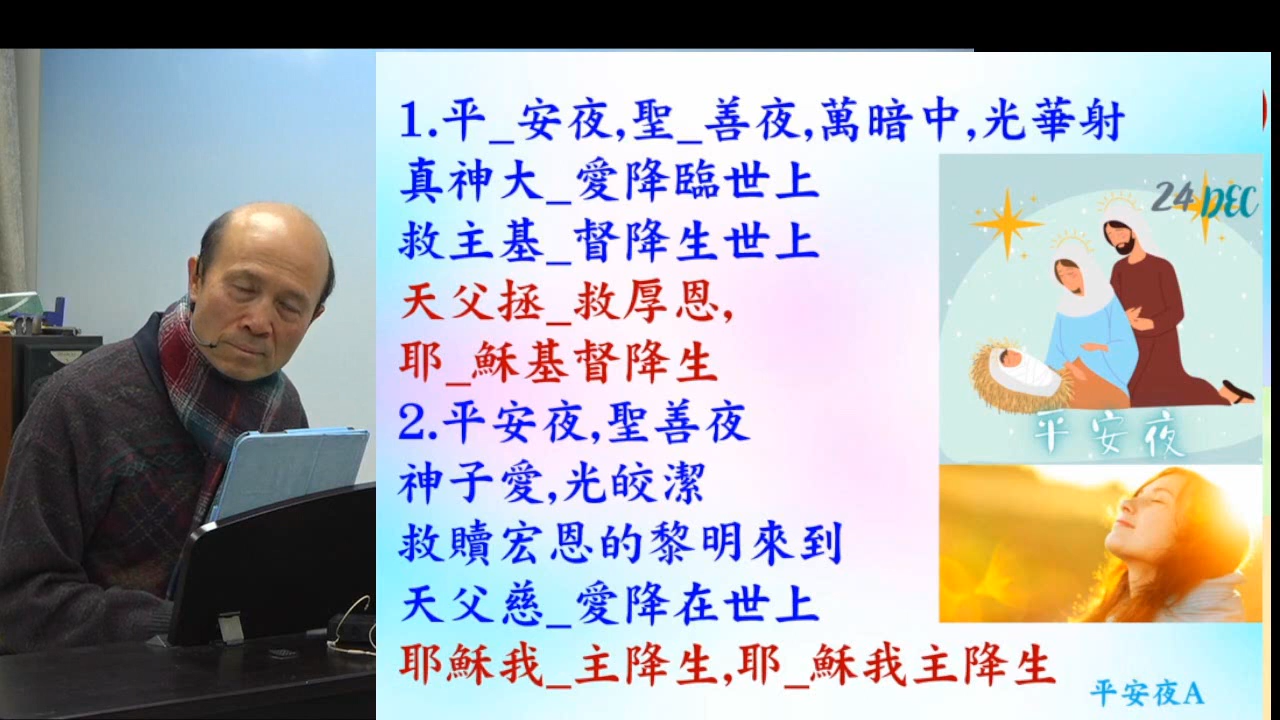 1.平_安夜,聖_善夜,萬暗中,光華射
真神大_愛降臨世上
救主基_督降生世上
天父拯_救厚恩,
耶_穌基督降生
2.平安夜,聖善夜
神子愛,光皎潔
救贖宏恩的黎明來到
天父慈_愛降在世上
耶穌我_主降生,耶_穌我主降生
24 DEC
平安夜
平安夜A